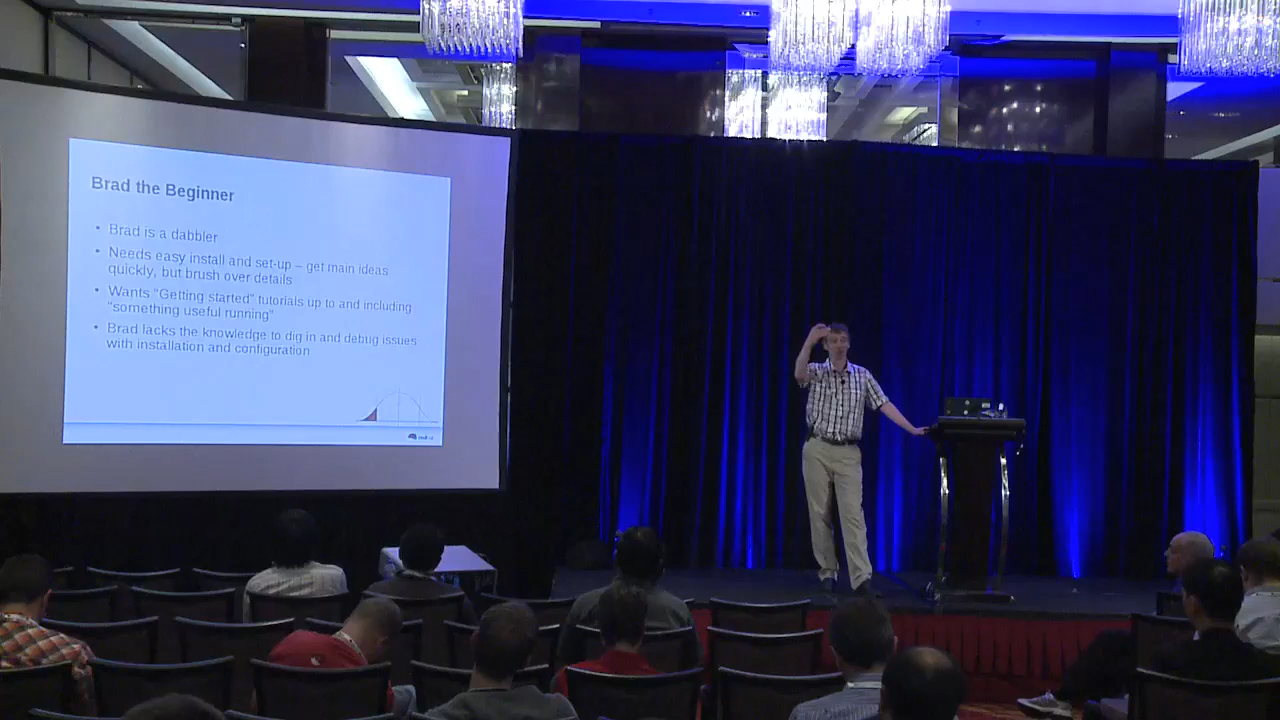 Brad the Beginner
• Brad is a dabbler
• Needs easy install and set-up – get main ideas
quickly, but brush over details
• Wants "Getting started" tutorials up to and including
"something useful running"
• Brad lacks the knowledge to dig in and debug issues
with installation and configuration